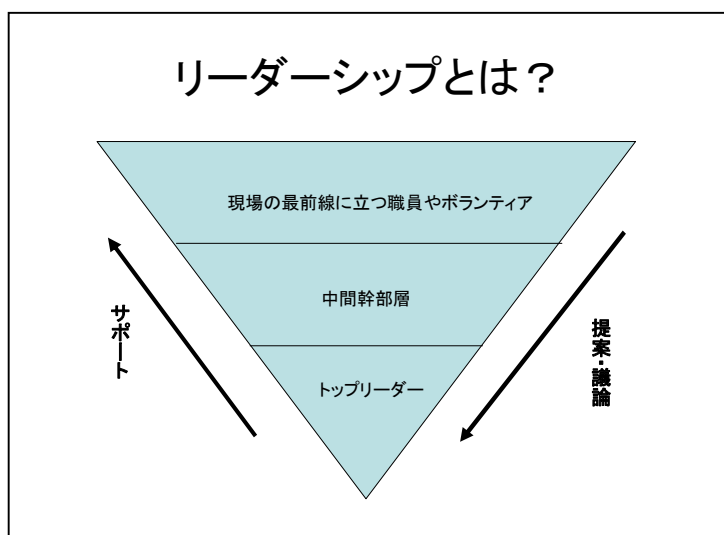 リーダーシップとは？
現場の最前線に立つ職員やボランティア
中間幹部層
トップリーダー
サポート
提案・議論